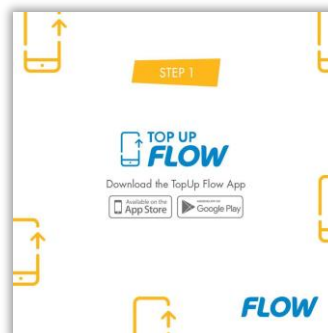 STEP 1
TOP UP
FLOW
Download the TopUp Flow App
Available on the
App Store
Google Play
FLOW